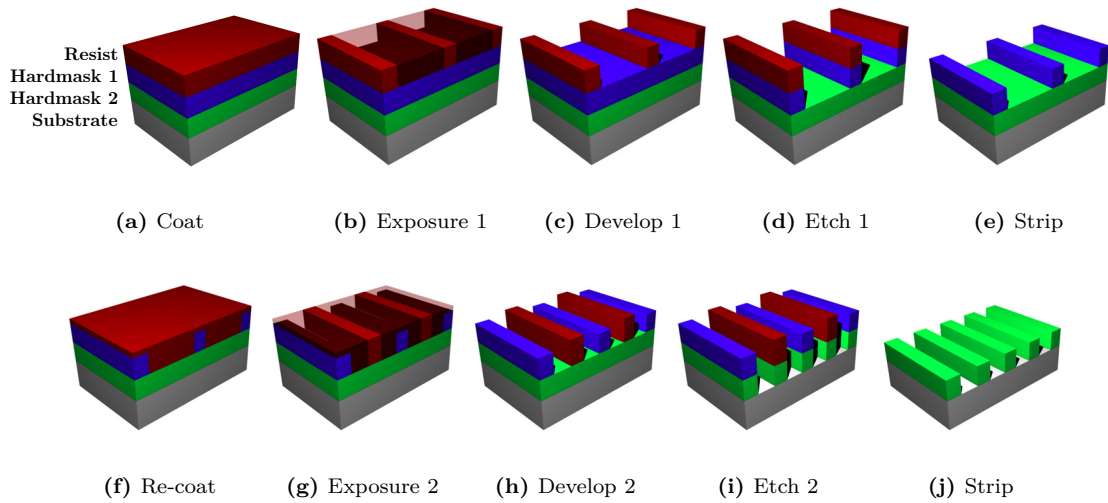 Resist
Hardmask 1
Hardmask 2
Substrate
(a) Coat
(b) Exposure 1
(c) Develop 1
(d) Etch 1
(e) Strip
(f) Re-coat
(g) Exposure 2
(h) Develop 2
(i) Etch 2
(j) Strip